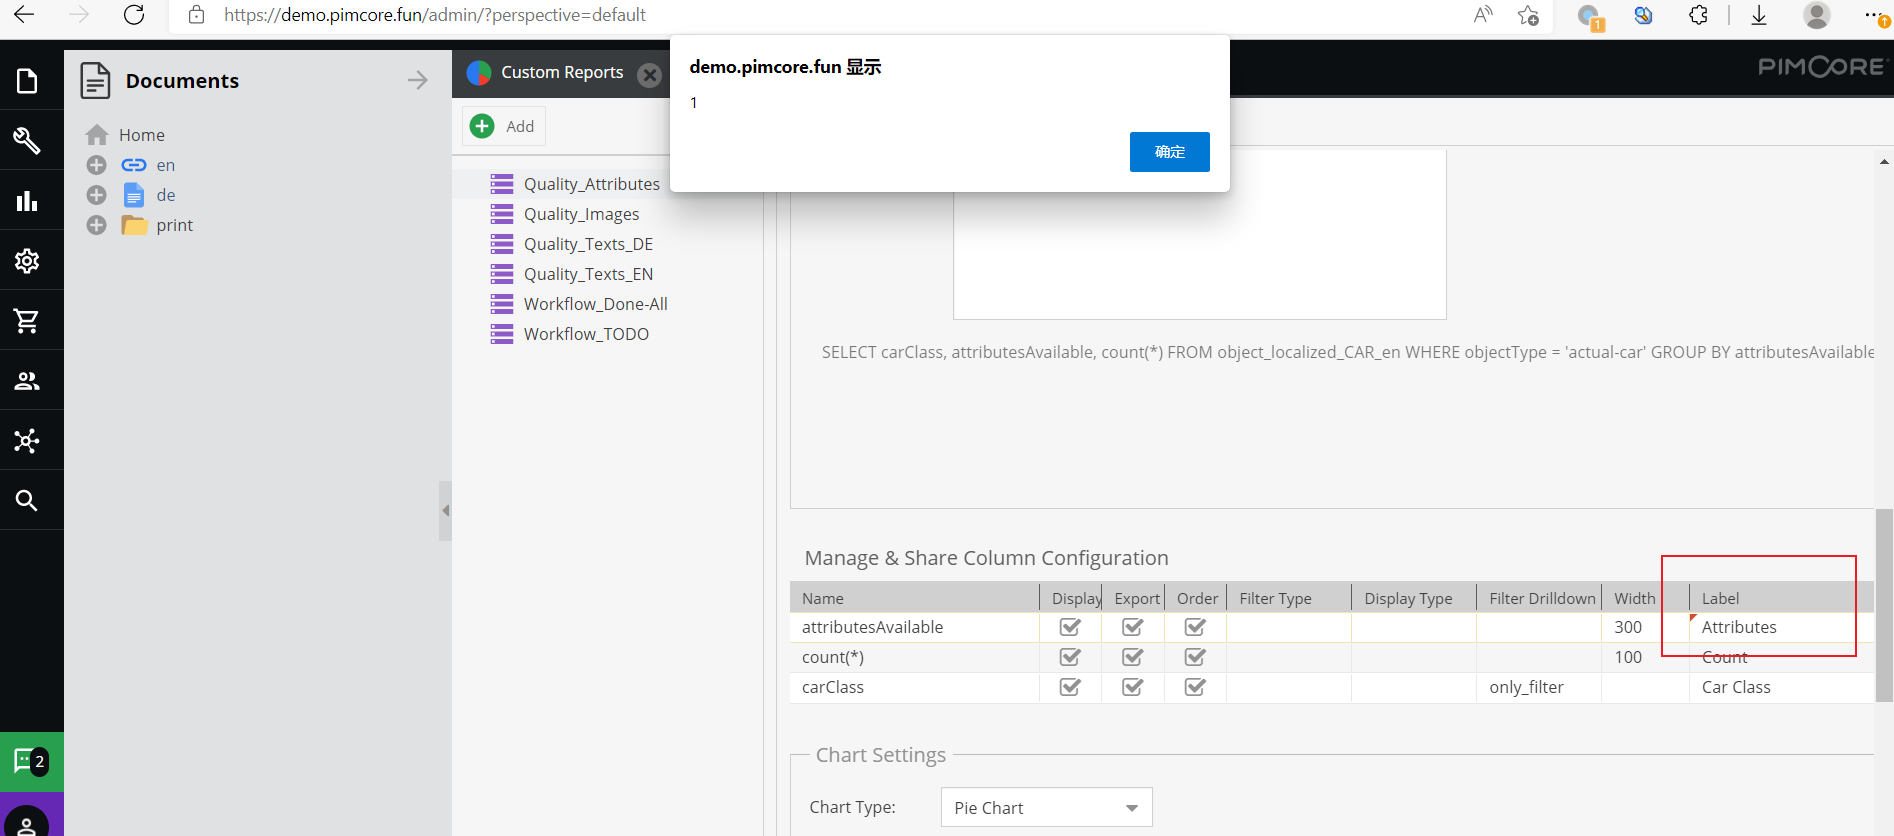 https://demo.pimcore.fun/admin/?perspective=default
A
1
demo.pimcore.fun 显示
1
确定
Documents
Custom Reports
PIMCORE
Add
Home
en
de
print
Quality_Attributes
Quality_Images
Quality_Texts_DE
Quality_Texts_EN
Workflow_Done-All
Workflow_TODO
SELECT carClass, attributesAvailable, count(*) FROM object_localized_CAR_en WHERE objectType = 'actual-car' GROUP BY attributesAvailable
Manage & Share Column Configuration
Name Display Export Order Filter Type Display Type Filter Drilldown Width Label
attributesAvailable 300 Attributes
count(*) 100 Count
carClass only_filter Car Class
Chart Settings
Chart Type: Pie Chart
2